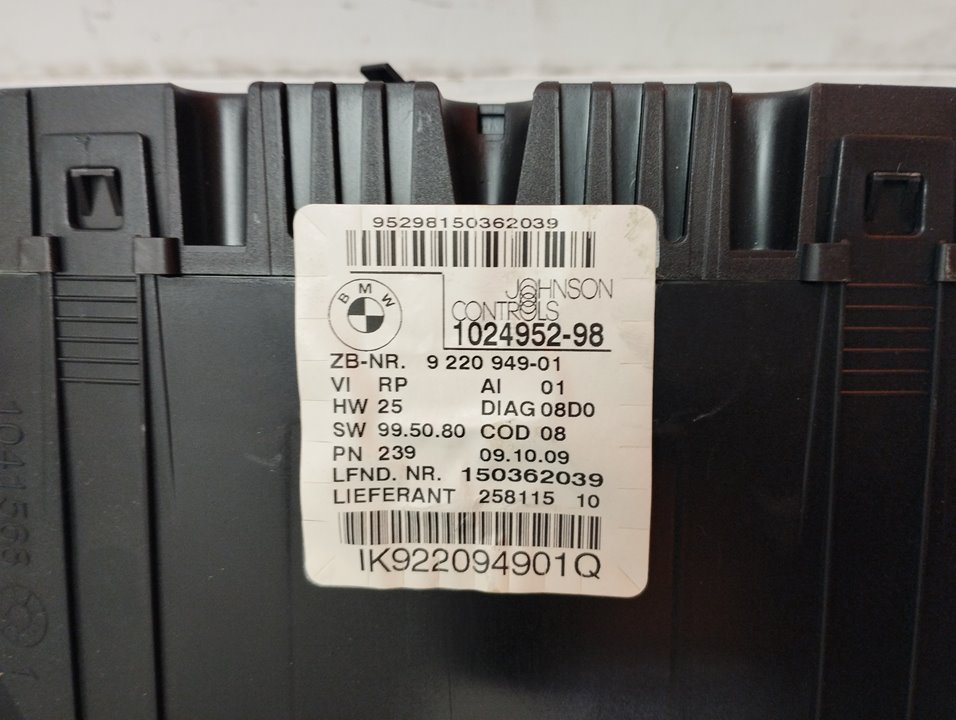 95298150362039
BMW
JOHNSON
CONTROLS
1024952-98
ZB-NR. 9 220 949-01
VI RP AI 01
HW 25 DIAG 08D0
SW 99.50.80 COD 08
PN 239 09.10.09
LFND. NR. 150362039
LIEFERANT 258115 10
IK922094901Q
1041568